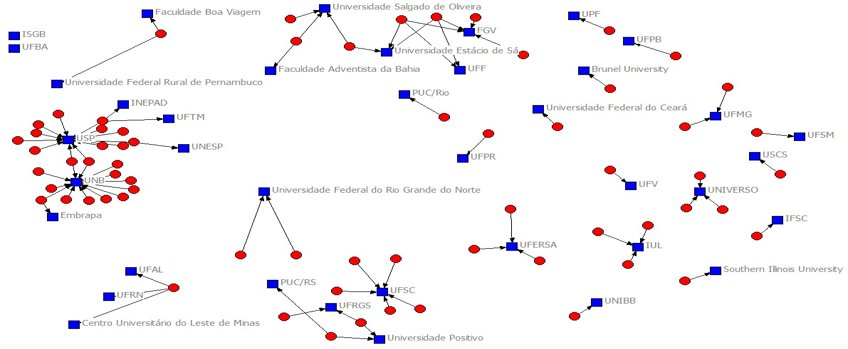 Faculdade Boa Viagem
Universidade Salgado de Oliveira
UPF
ISGB
FGV
UFBA
UFPB
Universidade Estácio de Sá
Faculdade Adventista da Bahia
UFF
Brunel University
Universidade Federal Rural de Pernambuco
PUC/Rio
INEPAD
Universidade Federal do Ceará
UFTM
UFMG
USP
UFSM
UNESP
UFPR
USCS
UNB
UFV
Universidade Federal do Rio Grande do Norte
UNIVERSO
Embrapa
IFSC
UFERSA
IUL
UFAL
Southern Illinois University
PUC/RS
UFSC
UFRN
UNIBB
UFRGS
Centro Universitário do Leste de Minas
Universidade Positivo